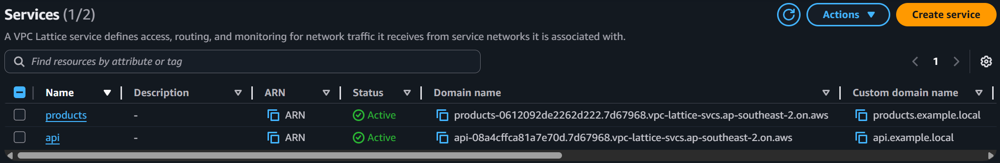 Services (1/2)
Actions
Create service
A VPC Lattice service defines access, routing, and monitoring for network traffic it receives from service networks it is associated with.
Find resources by attribute or tag
1
Name Description ARN Status Domain name Custom domain name
products - ARN Active products-0612092de2262d222.7d67968.vpc-lattice-svcs.ap-southeast-2.on.aws products.example.local
api - ARN Active api-08a4cffca81a7e70d.7d67968.vpc-lattice-svcs.ap-southeast-2.on.aws api.example.local